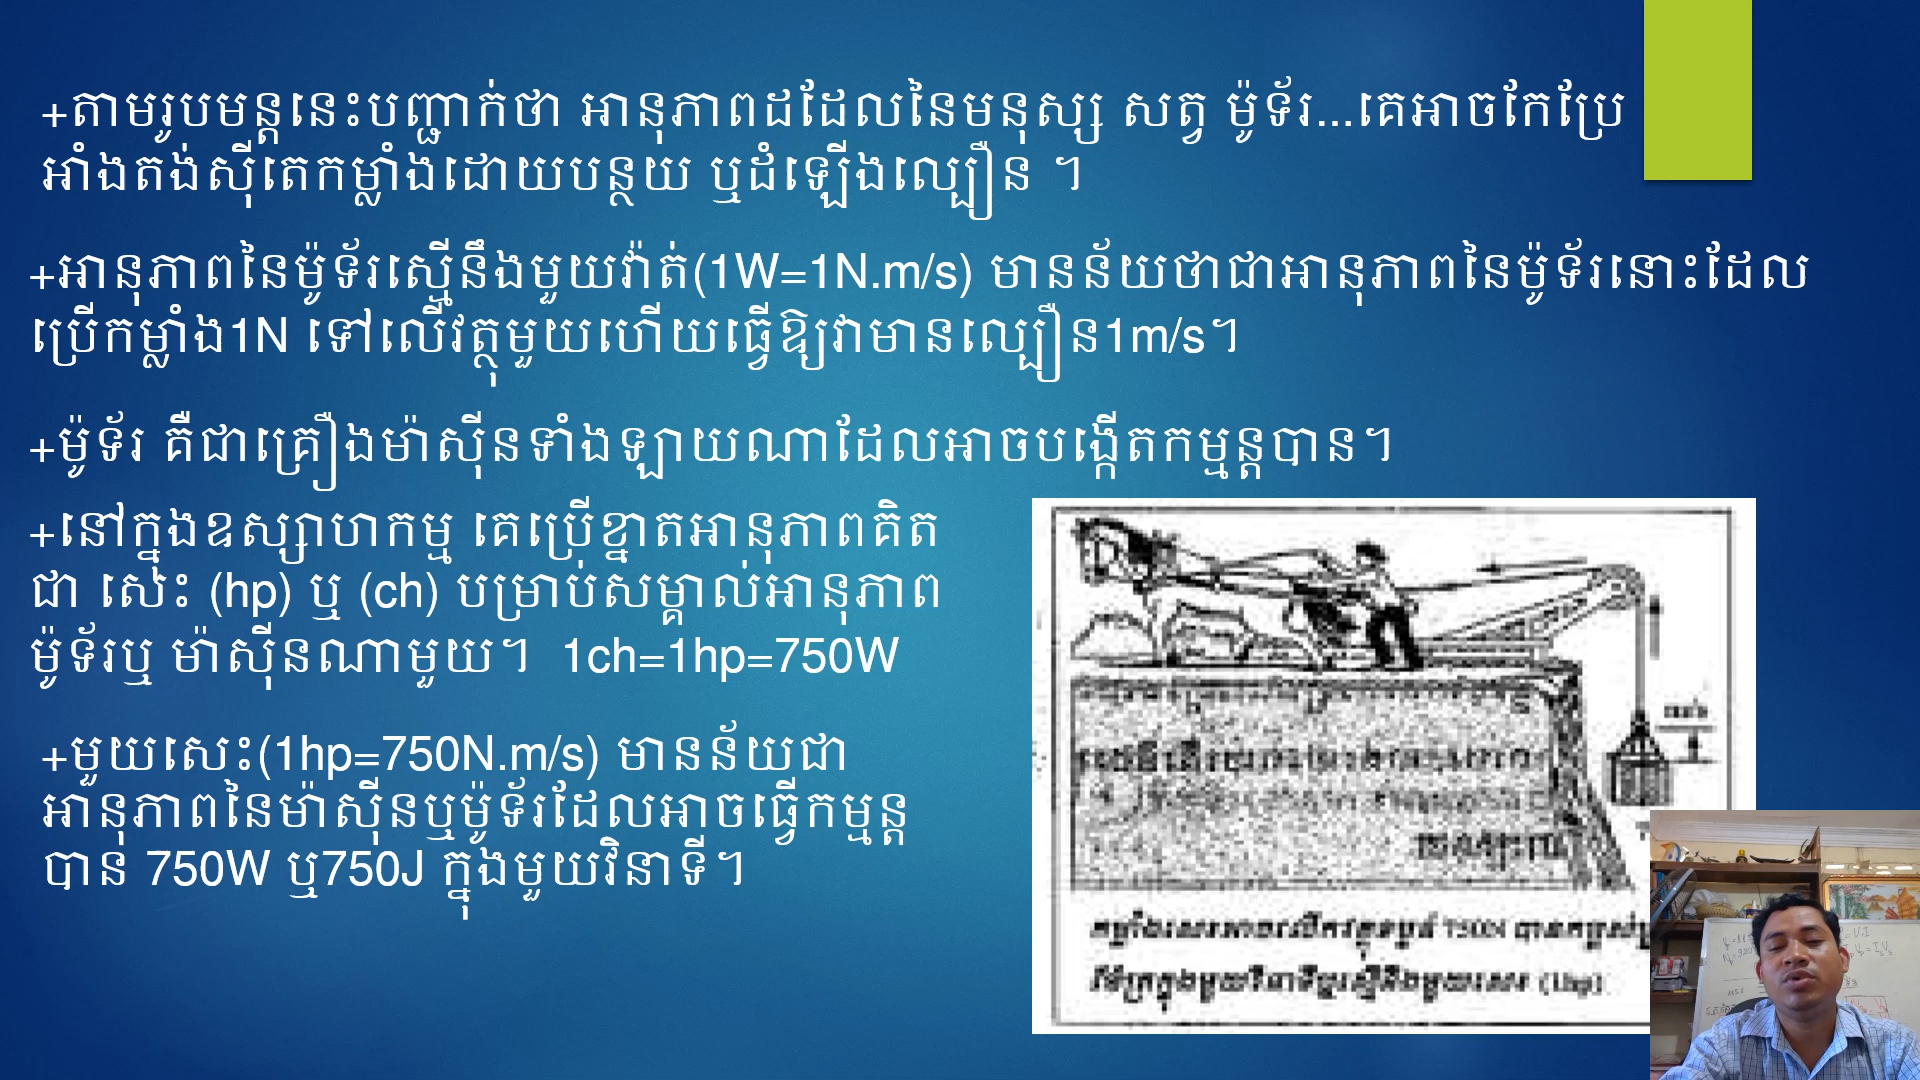 +តាមរូបមន្តនេះបញ្ជាក់ថា អានុភាពដដែលនៃមនុស្ស សត្វ ម៉ូទ័រ...គេអាចកែប្រែ
អាំងតង់ស៊ីតេកម្លាំងដោយបន្ថយ ឬដំឡើងល្បឿន ។
+អានុភាពនៃម៉ូទ័រស្មើនឹងមួយវ៉ាត់(1W=1N.m/s) មានន័យថាជាអានុភាពនៃម៉ូទ័រនោះដែល
ប្រើកម្លាំង1N ទៅលើវត្ថុមួយហើយធ្វើឱ្យវាមានល្បឿន1m/s។
+ម៉ូទ័រ គឺជាគ្រឿងម៉ាស៊ីនទាំងឡាយណាដែលអាចបង្កើតកម្មន្តបាន។
+នៅក្នុងឧស្សាហកម្ម គេប្រើខ្នាតអានុភាពគិត
ជា សេះ (hp) ឬ (ch) បម្រាប់សម្គាល់អានុភាព
ម៉ូទ័រឬ ម៉ាស៊ីនណាមួយ។ 1ch=1hp=750W
+មួយសេះ(1hp=750N.m/s) មានន័យជា
អានុភាពនៃម៉ាស៊ីនឬម៉ូទ័រដែលអាចធ្វើកម្មន្ត
បាន 750W ឬ750J ក្នុងមួយវិនាទី។